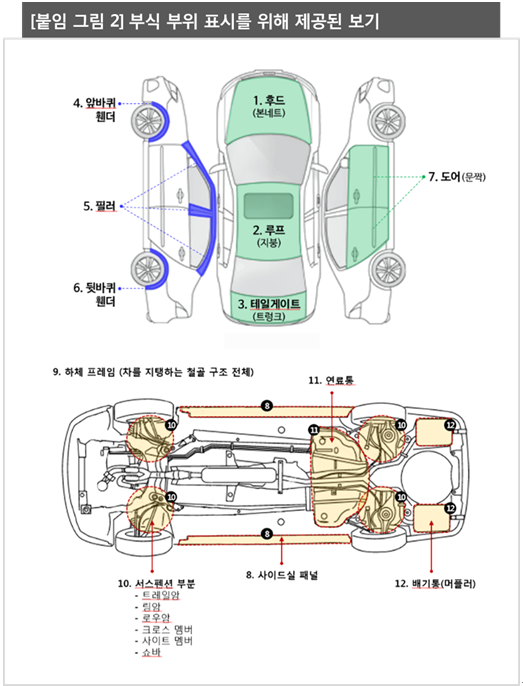 [붙임 그림 2] 부식 부위 표시를 위해 제공된 보기
4. 앞바퀴
휀더
1. 후드
(본네트)
7. 도어(문짝)
5. 필러
2. 루프
(지붕)
6. 뒷바퀴
휀더
3. 테일게이트
(트렁크)
9. 하체 프레임 (차를 지탱하는 철골 구조 전체)
11. 연료통
8
10
11
10
12
10
10
12
8
10. 서스펜션 부분
- 트레일암
- 링암
- 로우암
- 크로스 멤버
- 사이트 멤버
- 쇼바
8. 사이드실 패널
12. 배기통(머플러)